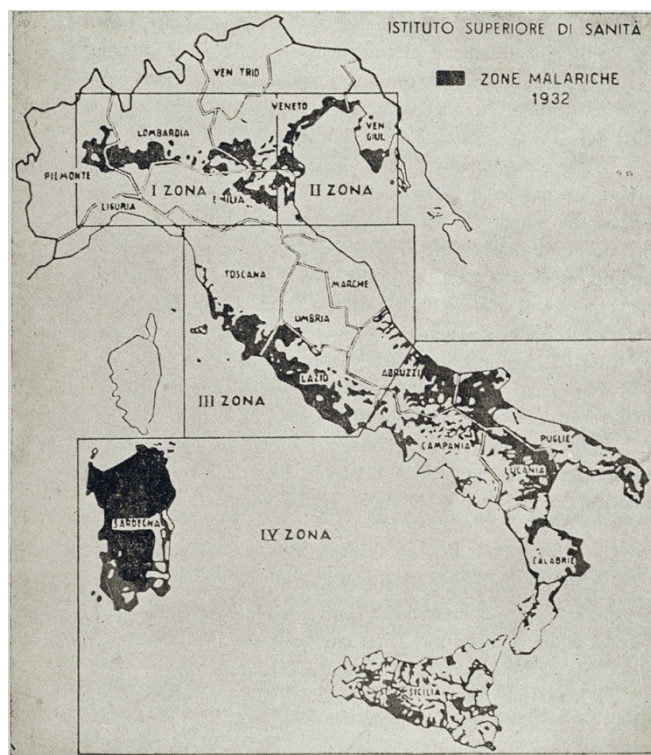 ISTITUTO SUPERIORE DI SANITÀ
ZONE MALARICHE
1932
VEN TRID
VENETO
LOMBARDIA
VEN
GIUL
PIEMONTE
I ZONA
II ZONA
EMILIA
LIGURIA
TOSCANA
MARCHE
UMBRIA
ABRUZZI
LAZIO
III ZONA
PUGLIE
CAMPANIA
LUCANIA
SARDEGNA
IV ZONA
CALABRIE
SICILIA